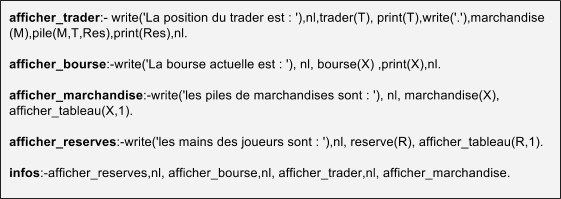 afficher_trader:- write('La position du trader est : '),nl,trader(T), print(T),write('.'),marchandise
(M),pile(M,T,Res),print(Res),nl.
afficher_bourse:-write('La bourse actuelle est : '), nl, bourse(X) ,print(X),nl.
afficher_marchandise:-write('les piles de marchandises sont : '), nl, marchandise(X),
afficher_tableau(X,1).
afficher_reserves:-write('les mains des joueurs sont : '),nl, reserve(R), afficher_tableau(R,1).
infos:-afficher_reserves,nl, afficher_bourse,nl, afficher_trader,nl, afficher_marchandise.